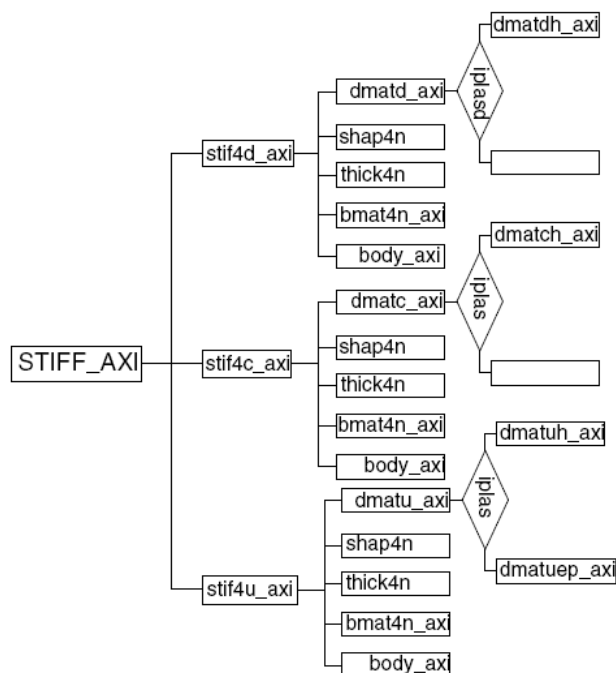 dmatdh_axi
iplasd
dmatd_axi
shap4n
stif4d_axi
thick4n
bmat4n_axi
dmatch_axi
body_axi
iplas
dmatc_axi
shap4n
STIFF_AXI
stif4c_axi
thick4n
bmat4n_axi
dmatuh_axi
body_axi
iplas
dmatu_axi
shap4n
dmatuep_axi
stif4u_axi
thick4n
bmat4n_axi
body_axi